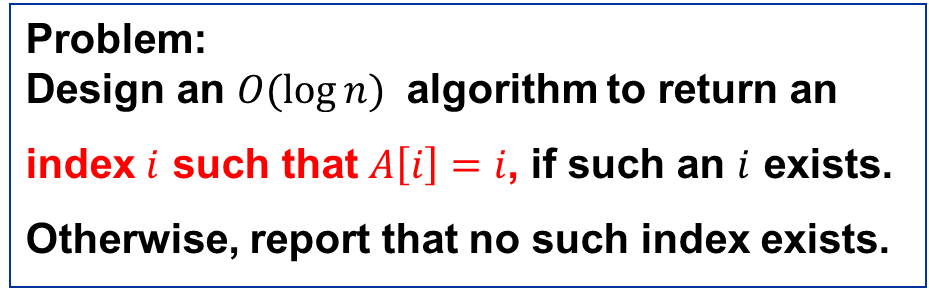 Problem:
Design an O(log n) algorithm to return an
index i such that A[i] = i, if such an i exists.
Otherwise, report that no such index exists.